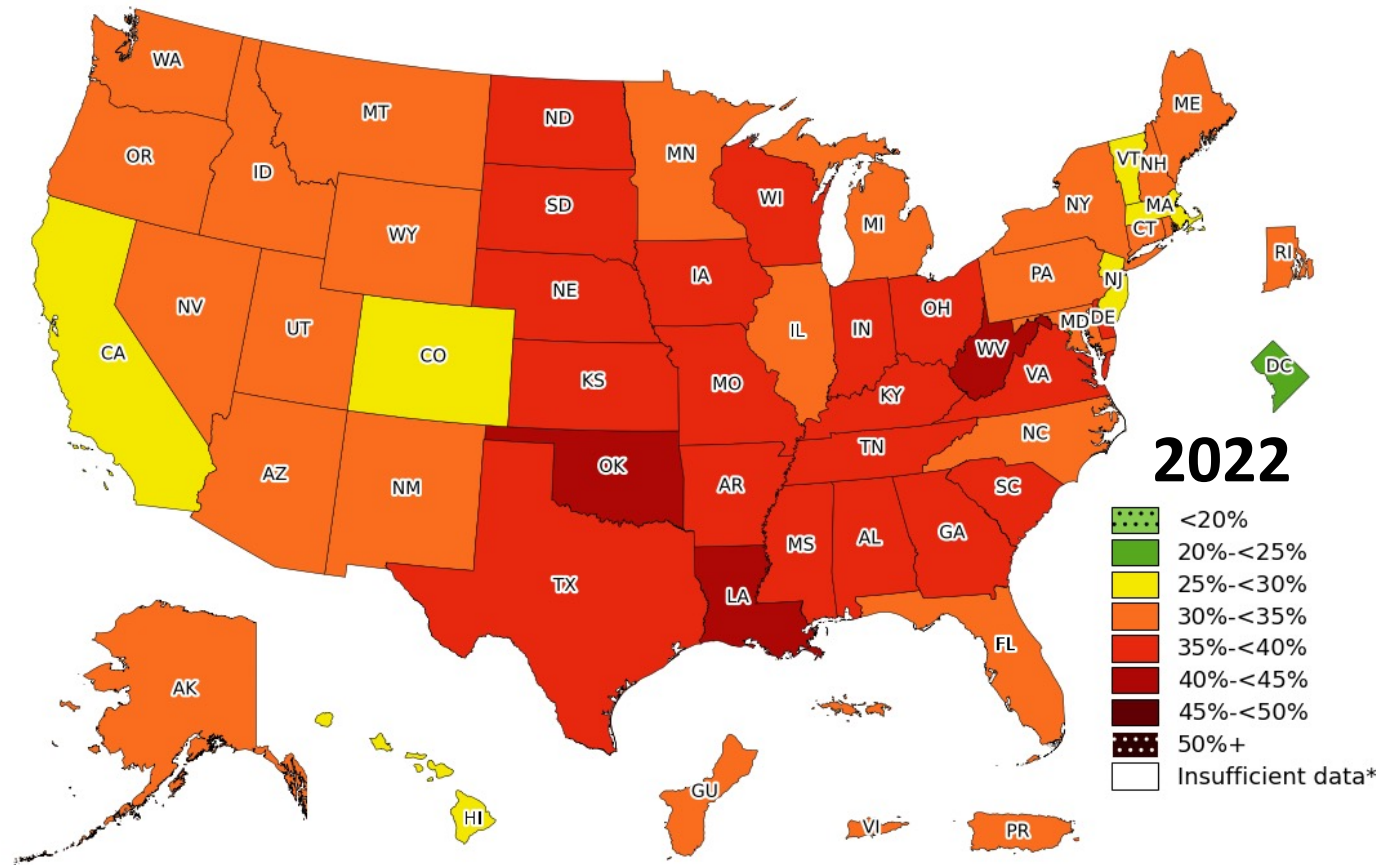 WA
MT
ND
ME
OR
ID
MN
VT
NH
SD
WI
NY
MA
WY
MI
CT
RI
IA
PA
NE
NJ
NV
UT
IL
IN
OH
MD
DE
CA
CO
WV
DC
KS
MO
VA
KY
NC
TN
2022
OK
AZ
NM
AR
SC
<20%
MS
AL
GA
20%-<25%
TX
LA
25%-<30%
30%-<35%
FL
35%-<40%
AK
40%-<45%
45%-<50%
50%+
Insufficient data*
GU
HI
VI
PR